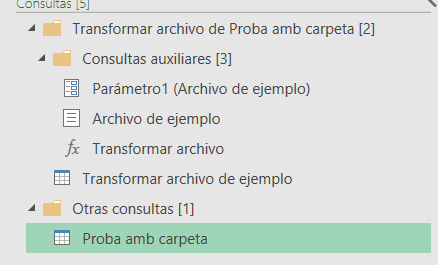 Consultas [5]
Transformar archivo de Proba amb carpeta [2]
Consultas auxiliares [3]
Parámetro1 (Archivo de ejemplo)
Archivo de ejemplo
fx Transformar archivo
Transformar archivo de ejemplo
Otras consultas [1]
Proba amb carpeta